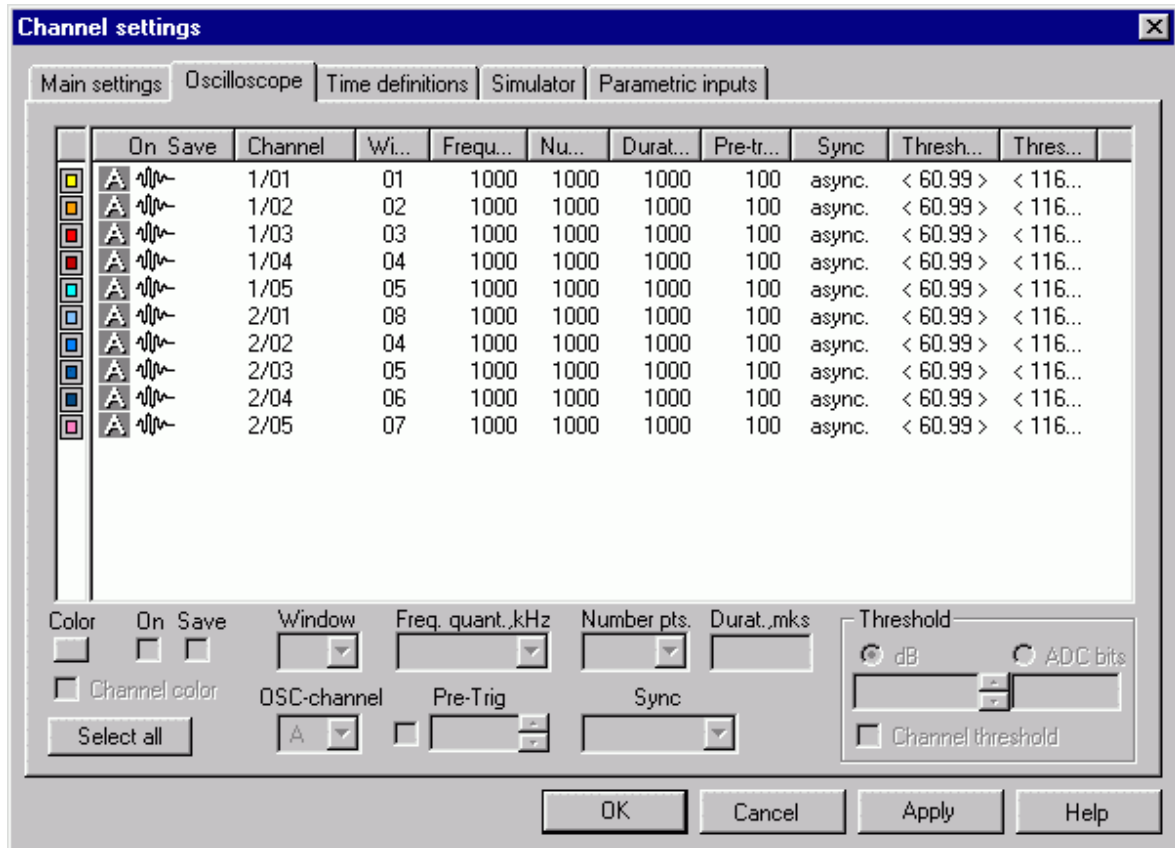 Channel settings
Main settings Oscilloscope Time definitions Simulator Parametric inputs
On Save Channel Wi... Frequ... Nu... Durat... Pre-tr... Sync Thresh... Thres...
A 1/01 01 1000 1000 1000 100 async. < 60.99 > < 116...
A 1/02 02 1000 1000 1000 100 async. < 60.99 > < 116...
A 1/03 03 1000 1000 1000 100 async. < 60.99 > < 116...
A 1/04 04 1000 1000 1000 100 async. < 60.99 > < 116...
A 1/05 05 1000 1000 1000 100 async. < 60.99 > < 116...
A 2/01 08 1000 1000 1000 100 async. < 60.99 > < 116...
A 2/02 04 1000 1000 1000 100 async. < 60.99 > < 116...
A 2/03 05 1000 1000 1000 100 async. < 60.99 > < 116...
A 2/04 06 1000 1000 1000 100 async. < 60.99 > < 116...
A 2/05 07 1000 1000 1000 100 async. < 60.99 > < 116...
Color On Save Window Freq. quant.,kHz Number pts. Durat.,mks Threshold
dB ADC bits
Channel color OSC-channel Pre-Trig Sync
Select all A Channel threshold
OK Cancel Apply Help